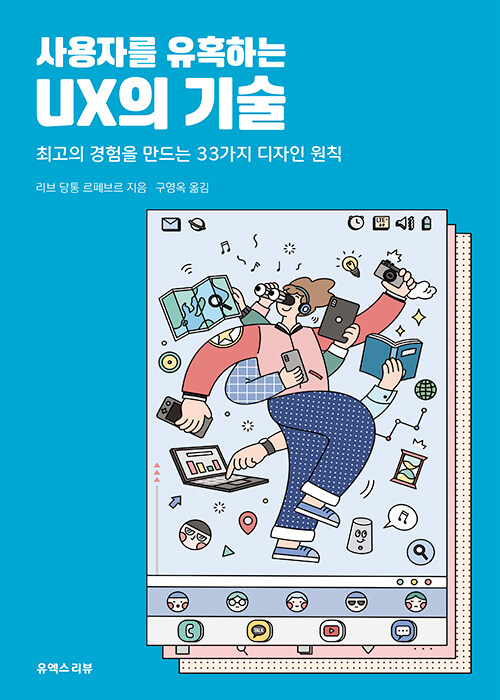 사용자를 유혹하는
UX의 기술
최고의 경험을 만드는 33가지 디자인 원칙
리브 당통 르페브르 지음 구영옥 옮김
유엑스 리뷰